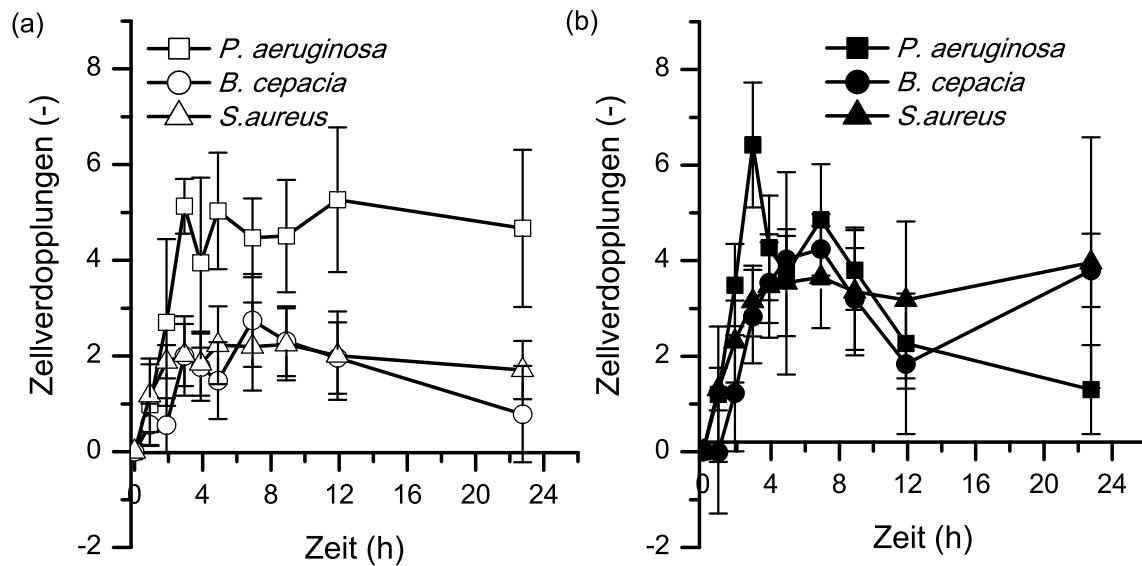 (a)
P. aeruginosa
B. cepacia
S.aureus
Zellverdopplungen (-)
8
6
4
2
0
-2
0 4 8 12 16 20 24
Zeit (h)
(b)
P. aeruginosa
B. cepacia
S.aureus
Zellverdopplungen (-)
8
6
4
2
0
-2
0 4 8 12 16 20 24
Zeit (h)